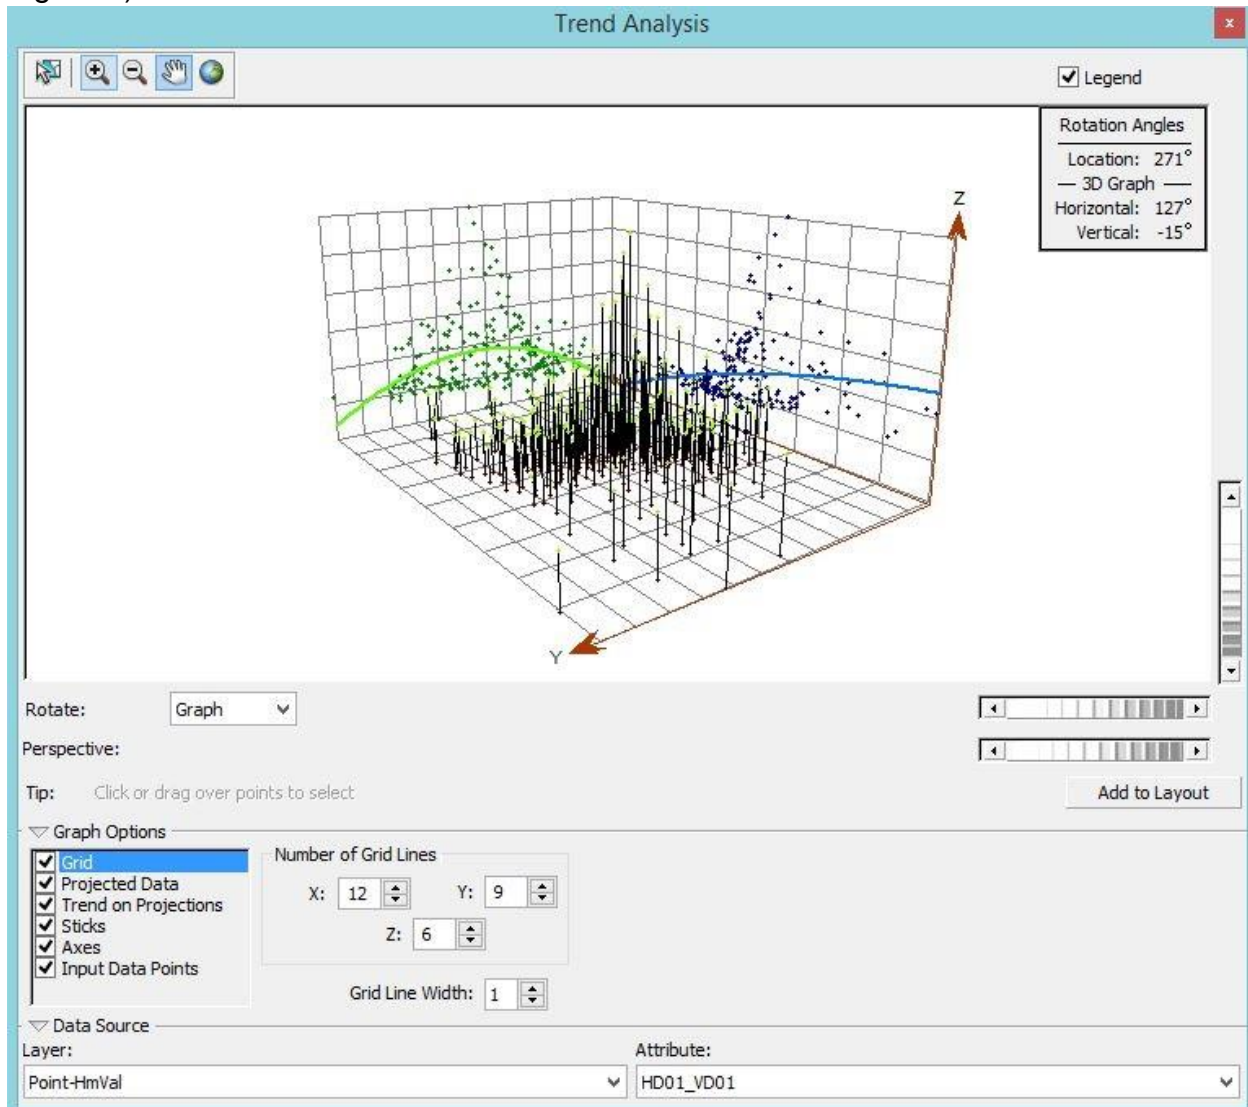 Trend Analysis
x
Legend
Rotation Angles
Location: 271°
— 3D Graph —
Horizontal: 127°
Vertical: -15°
Z
Y
Rotate: Graph
Perspective:
Tip: Click or drag over points to select
Add to Layout
Graph Options
Grid
Projected Data
Trend on Projections
Sticks
Axes
Input Data Points
Number of Grid Lines
X: 12 Y: 9
Z: 6
Grid Line Width: 1
Data Source
Layer: Attribute:
Point-HmVal HD01_VD01